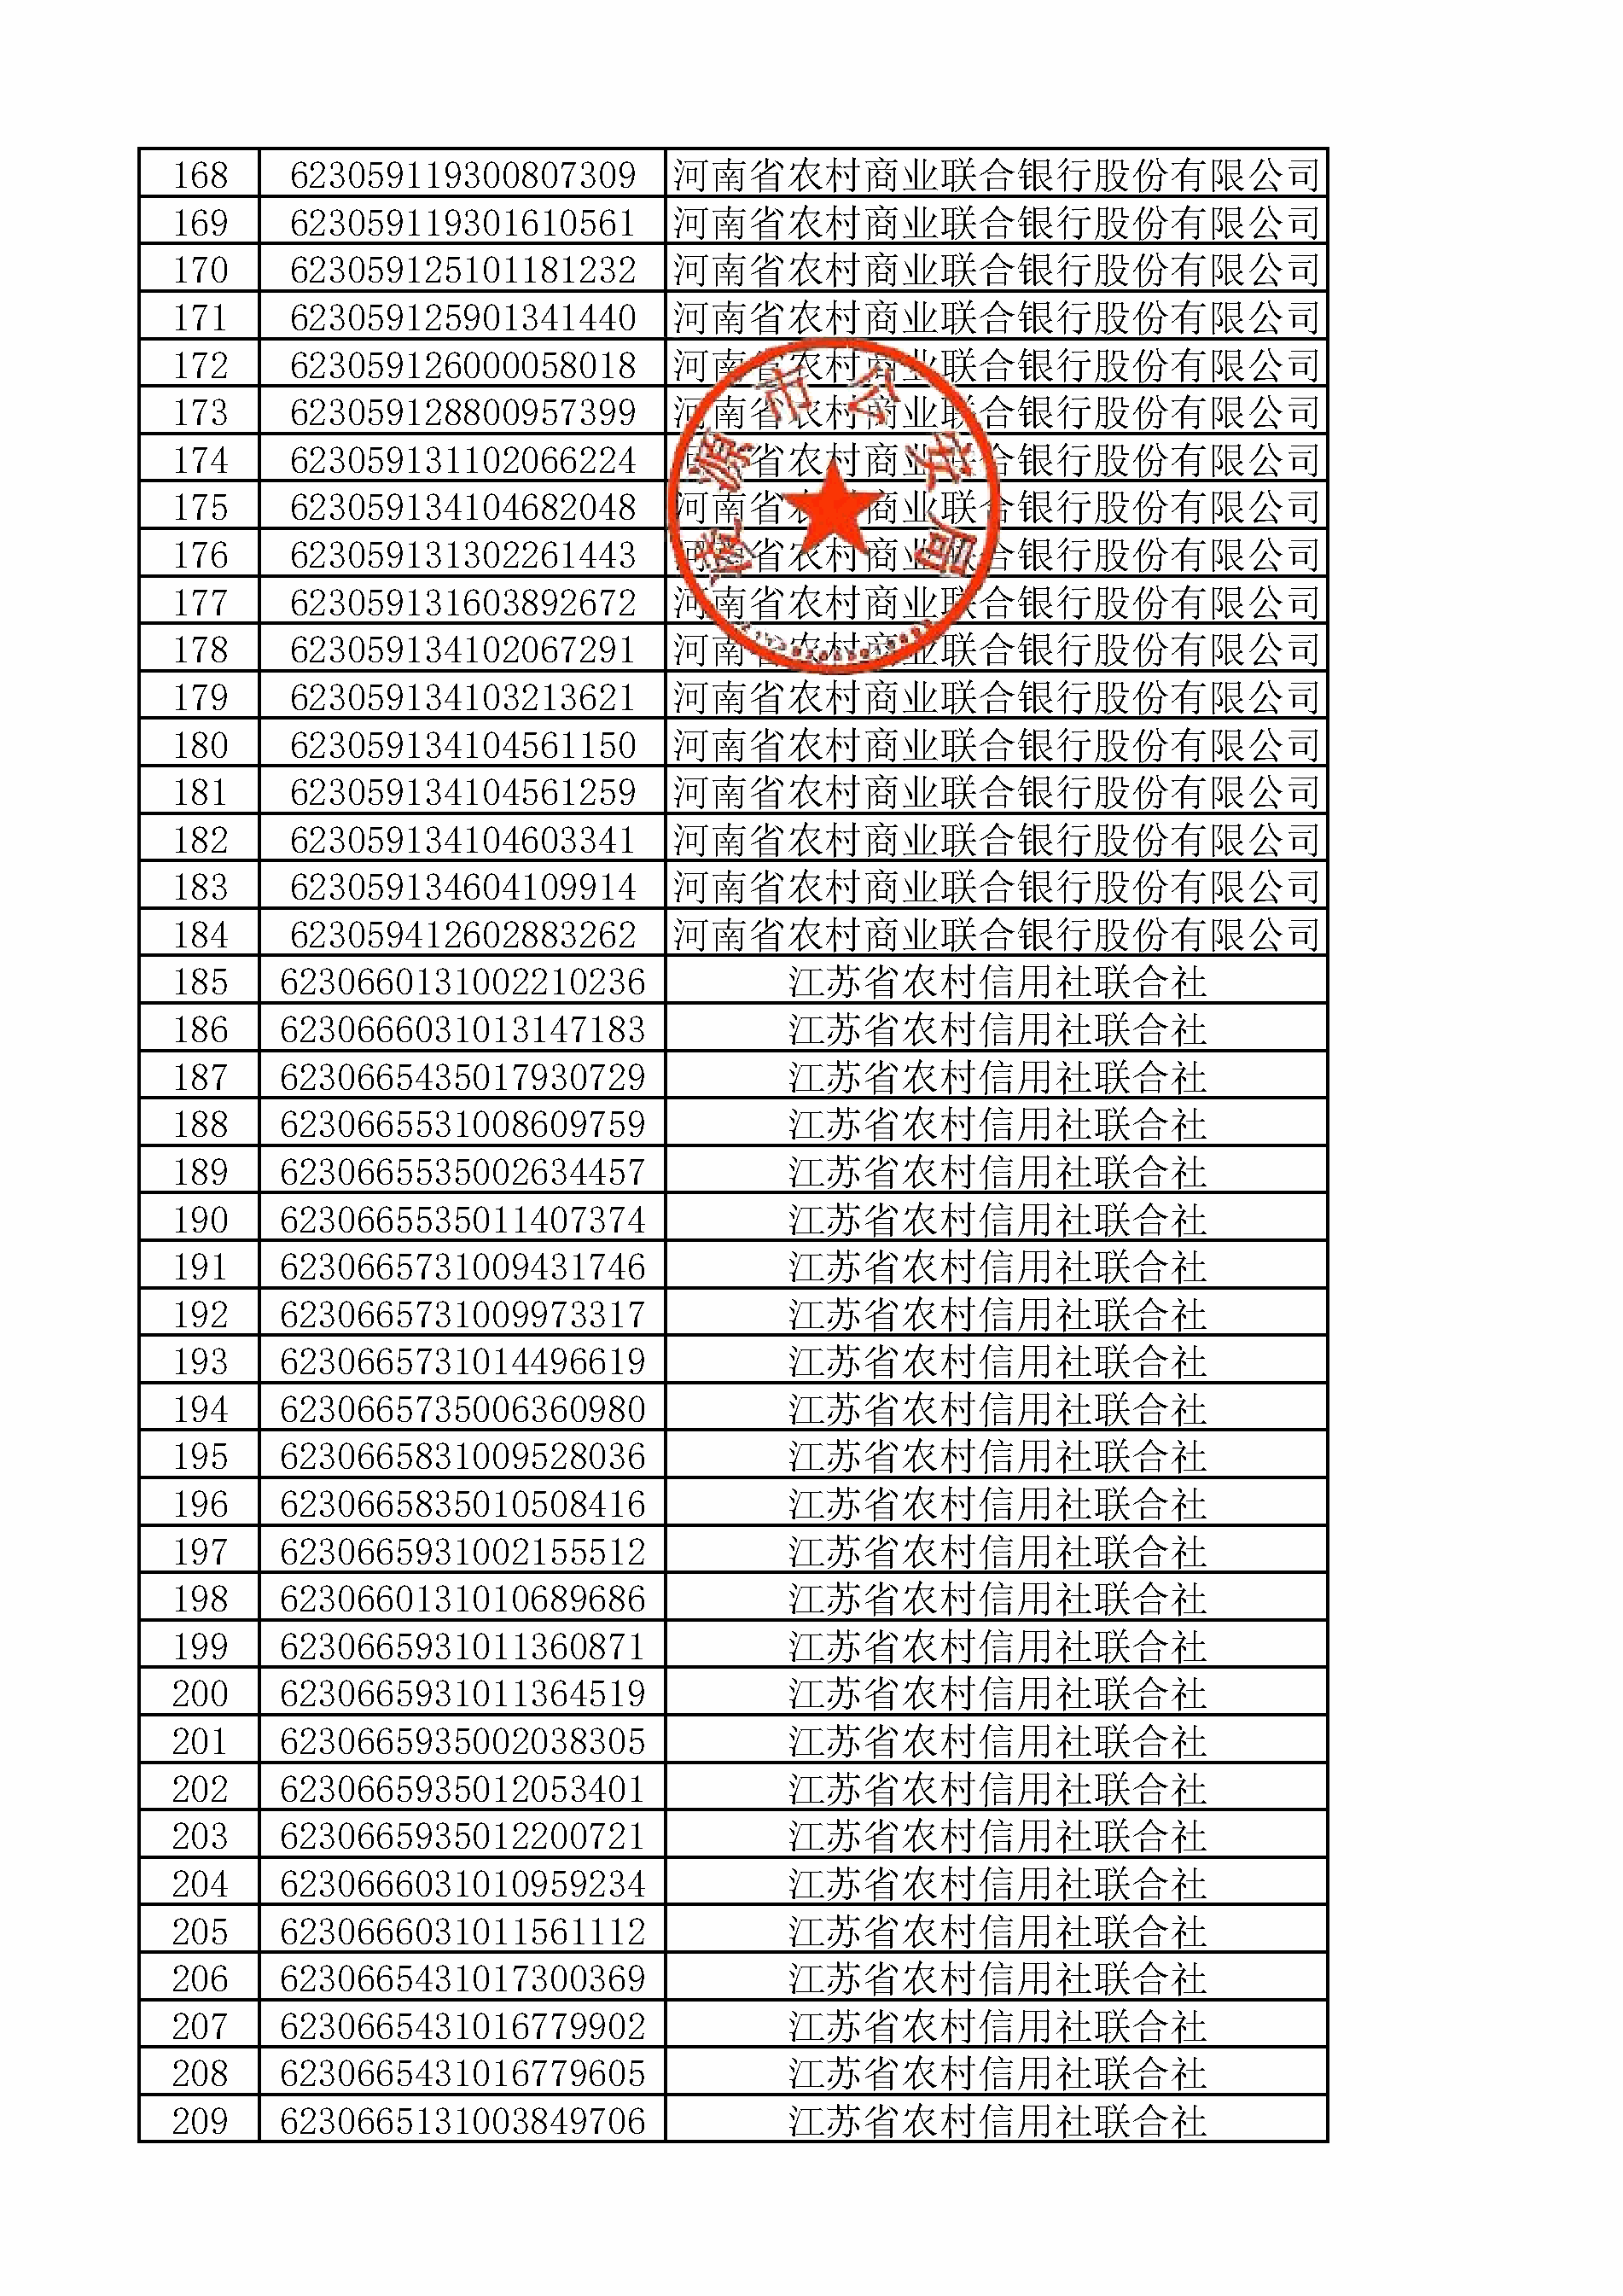 168 623059119300807309 河南省农村商业联合银行股份有限公司
169 623059119301610561 河南省农村商业联合银行股份有限公司
170 623059125101181232 河南省农村商业联合银行股份有限公司
171 623059125901341440 河南省农村商业联合银行股份有限公司
172 623059126000058018 河南省农村商业联合银行股份有限公司
173 623059128800957399 河南省农村商业联合银行股份有限公司
174 623059131102066224 河南省农村商业联合银行股份有限公司
175 623059134104682048 河南省农村商业联合银行股份有限公司
176 623059131302261443 河南省农村商业联合银行股份有限公司
177 623059131603892672 河南省农村商业联合银行股份有限公司
178 623059134102067291 河南省农村商业联合银行股份有限公司
179 623059134103213621 河南省农村商业联合银行股份有限公司
180 623059134104561150 河南省农村商业联合银行股份有限公司
181 623059134104561259 河南省农村商业联合银行股份有限公司
182 623059134104603341 河南省农村商业联合银行股份有限公司
183 623059134604109914 河南省农村商业联合银行股份有限公司
184 623059412602883262 河南省农村商业联合银行股份有限公司
185 6230660131002210236 江苏省农村信用社联合社
186 6230666031013147183 江苏省农村信用社联合社
187 6230665435017930729 江苏省农村信用社联合社
188 6230665531008609759 江苏省农村信用社联合社
189 6230665535002634457 江苏省农村信用社联合社
190 6230665535011407374 江苏省农村信用社联合社
191 6230665731009431746 江苏省农村信用社联合社
192 6230665731009973317 江苏省农村信用社联合社
193 6230665731014496619 江苏省农村信用社联合社
194 6230665735006360980 江苏省农村信用社联合社
195 6230665831009528036 江苏省农村信用社联合社
196 6230665835010508416 江苏省农村信用社联合社
197 6230665931002155512 江苏省农村信用社联合社
198 6230660131010689686 江苏省农村信用社联合社
199 6230665931011360871 江苏省农村信用社联合社
200 6230665931011364519 江苏省农村信用社联合社
201 6230665935002038305 江苏省农村信用社联合社
202 6230665935012053401 江苏省农村信用社联合社
203 6230665935012200721 江苏省农村信用社联合社
204 6230666031010959234 江苏省农村信用社联合社
205 6230666031011561112 江苏省农村信用社联合社
206 6230665431017300369 江苏省农村信用社联合社
207 6230665431016779902 江苏省农村信用社联合社
208 6230665431016779605 江苏省农村信用社联合社
209 6230665131003849706 江苏省农村信用社联合社
凌源市公安局